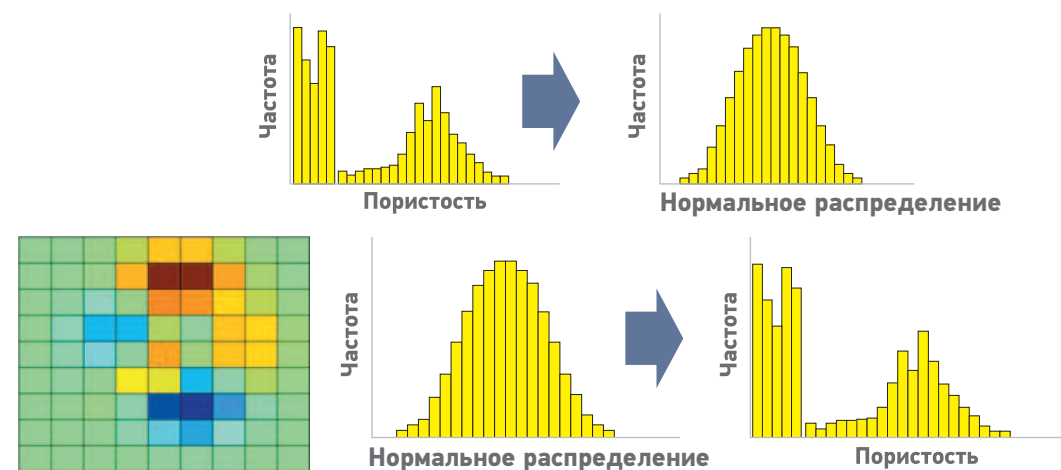 Частота
Пористость
Частота
Нормальное распределение
Частота
Нормальное распределение
Частота
Пористость